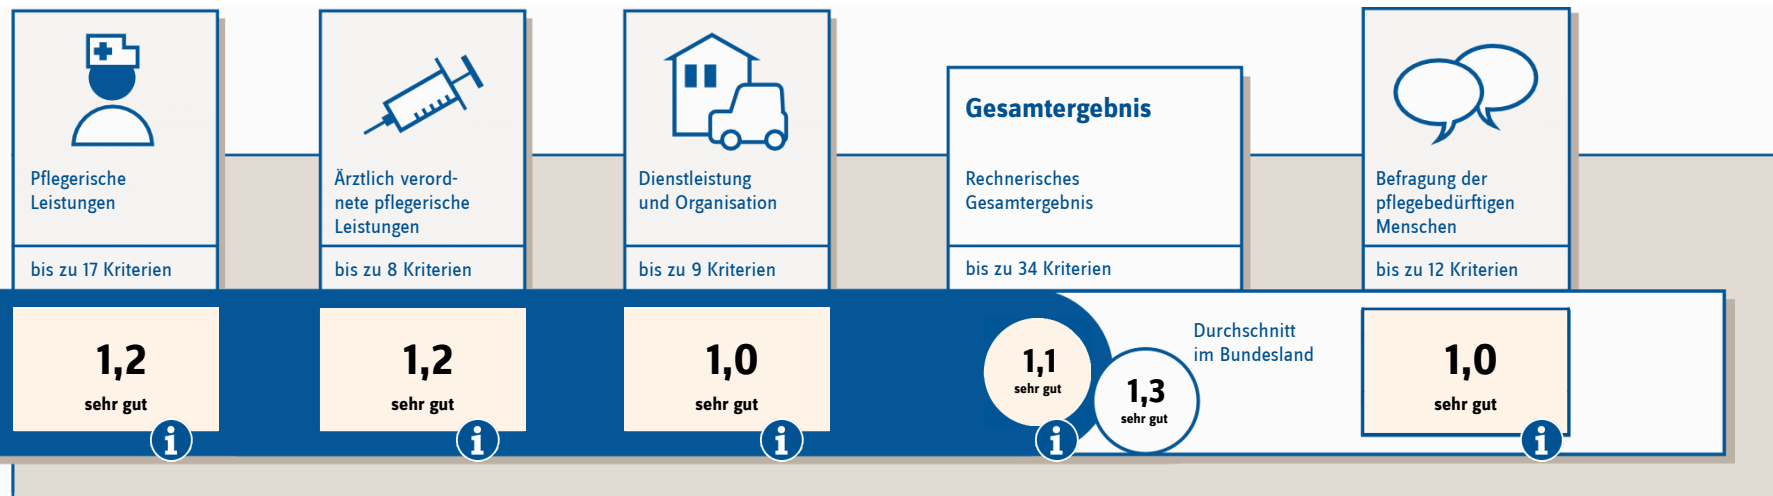 Pflegerische
Leistungen
bis zu 17 Kriterien
1,2
sehr gut
i
Ärztlich verord-
nete pflegerische
Leistungen
bis zu 8 Kriterien
1,2
sehr gut
i
Dienstleistung
und Organisation
bis zu 9 Kriterien
1,0
sehr gut
i
Gesamtergebnis
Rechnerisches
Gesamtergebnis
bis zu 34 Kriterien
1,1
sehr gut
i
1,3
sehr gut
Durchschnitt
im Bundesland
Befragung der
pflegebedürftigen
Menschen
bis zu 12 Kriterien
1,0
sehr gut
i